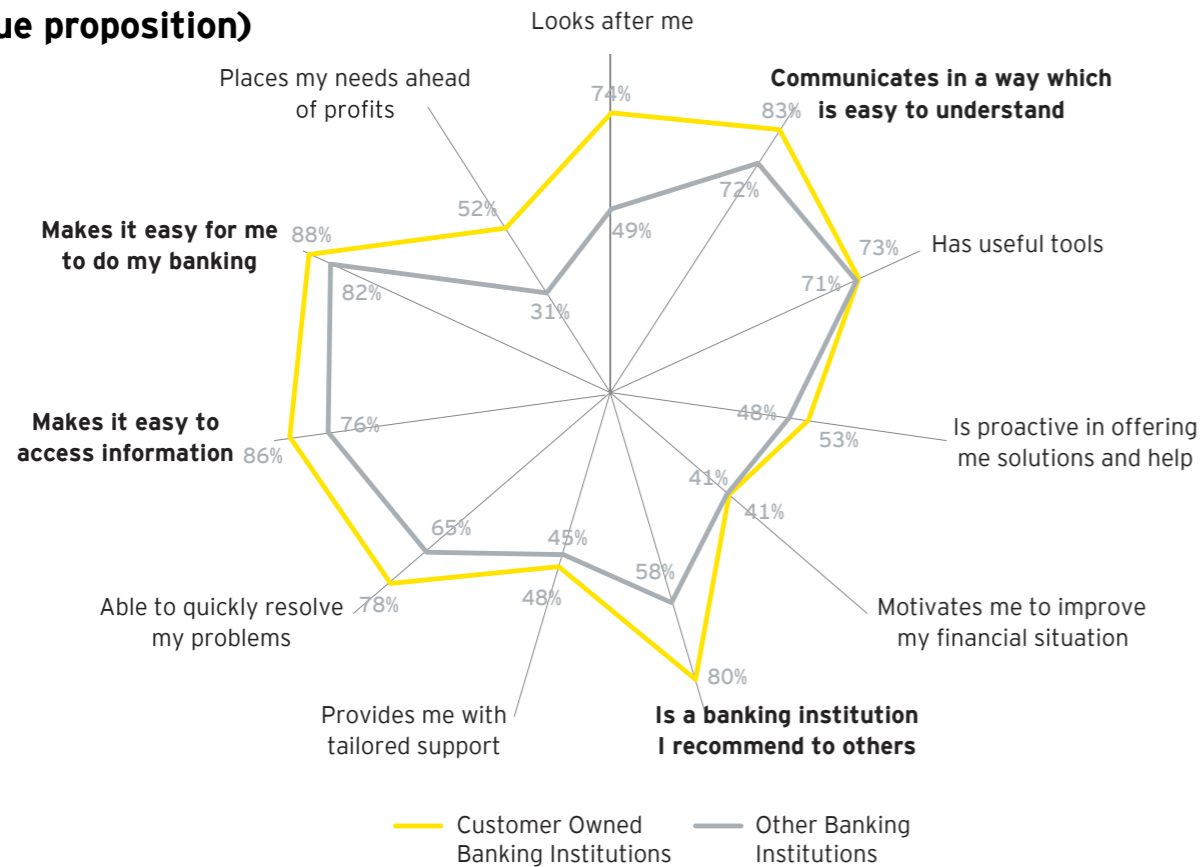 ue proposition)
Looks after me
74%
49%
Communicates in a way which
is easy to understand
83%
72%
Has useful tools
73%
71%
Is proactive in offering
me solutions and help
48%
53%
Motivates me to improve
my financial situation
41%
41%
Is a banking institution
I recommend to others
58%
80%
Provides me with
tailored support
45%
48%
Able to quickly resolve
my problems
65%
78%
Makes it easy to
access information
76%
86%
Makes it easy for me
to do my banking
88%
82%
Places my needs ahead
of profits
52%
31%
Customer Owned
Banking Institutions
Other Banking
Institutions